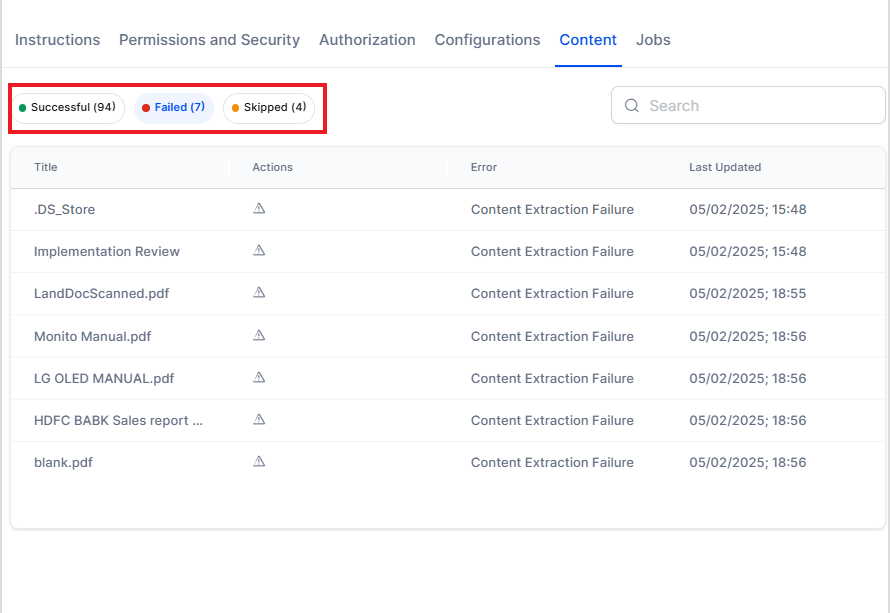 Instructions Permissions and Security Authorization Configurations Content Jobs
Successful (94) Failed (7) Skipped (4) Search
Title Actions Error Last Updated
.DS_Store Content Extraction Failure 05/02/2025; 15:48
Implementation Review Content Extraction Failure 05/02/2025; 15:48
LandDocScanned.pdf Content Extraction Failure 05/02/2025; 18:55
Monito Manual.pdf Content Extraction Failure 05/02/2025; 18:56
LG OLED MANUAL.pdf Content Extraction Failure 05/02/2025; 18:56
HDFC BABK Sales report ... Content Extraction Failure 05/02/2025; 18:56
blank.pdf Content Extraction Failure 05/02/2025; 18:56